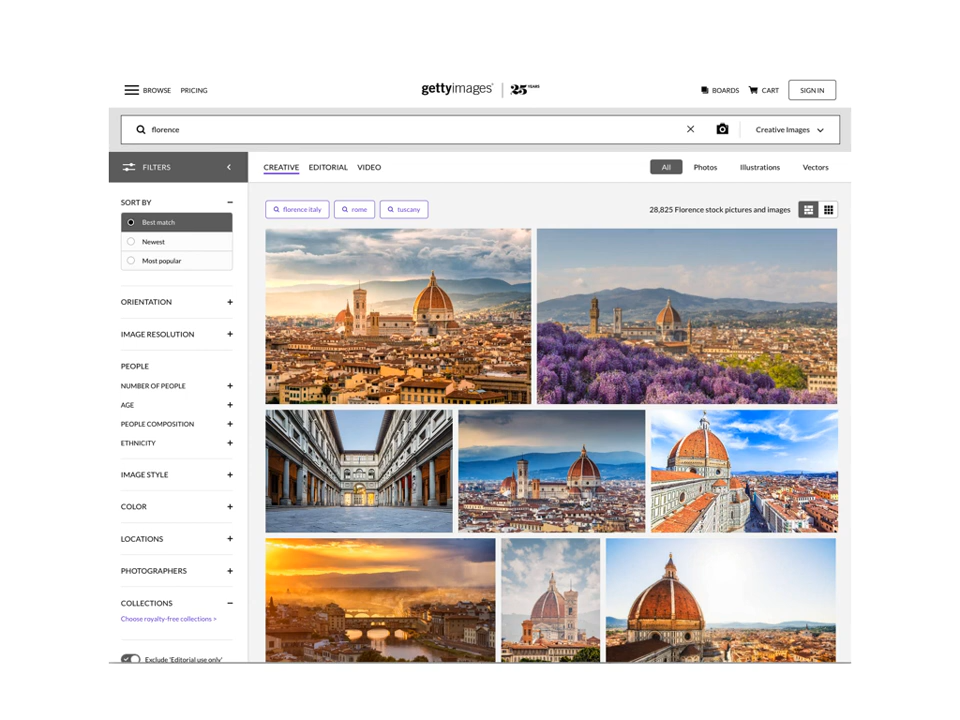 BROWSE PRICING gettyimages® 25 YEARS BOARDS CART SIGN IN
florence Creative Images
FILTERS CREATIVE EDITORIAL VIDEO All Photos Illustrations Vectors
SORT BY
Best match
Newest
Most popular
ORIENTATION
IMAGE RESOLUTION
PEOPLE
NUMBER OF PEOPLE
AGE
PEOPLE COMPOSITION
ETHNICITY
IMAGE STYLE
COLOR
LOCATIONS
PHOTOGRAPHERS
COLLECTIONS
Choose royalty-free collections >
Exclude 'Editorial use only'
florence italy rome tuscany 28,825 Florence stock pictures and images